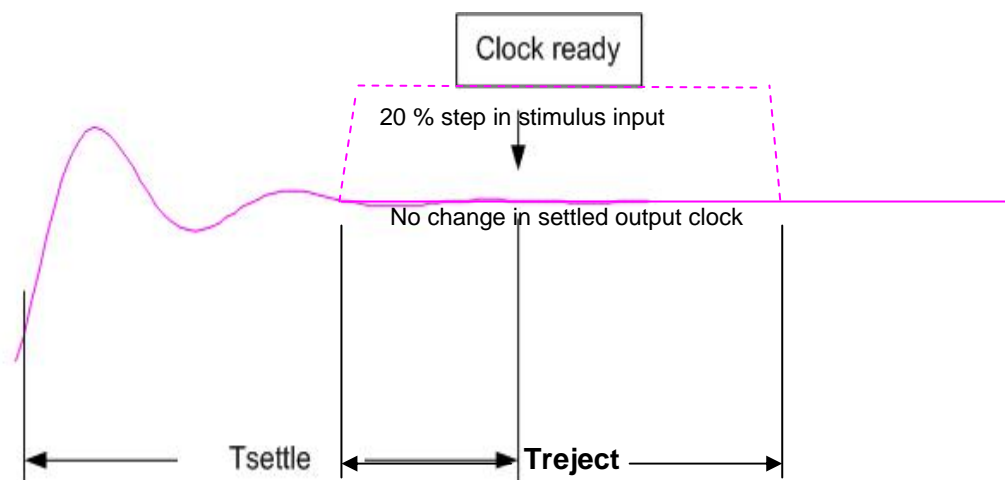 Clock ready
20 % step in stimulus input
No change in settled output clock
Tsettle
Treject